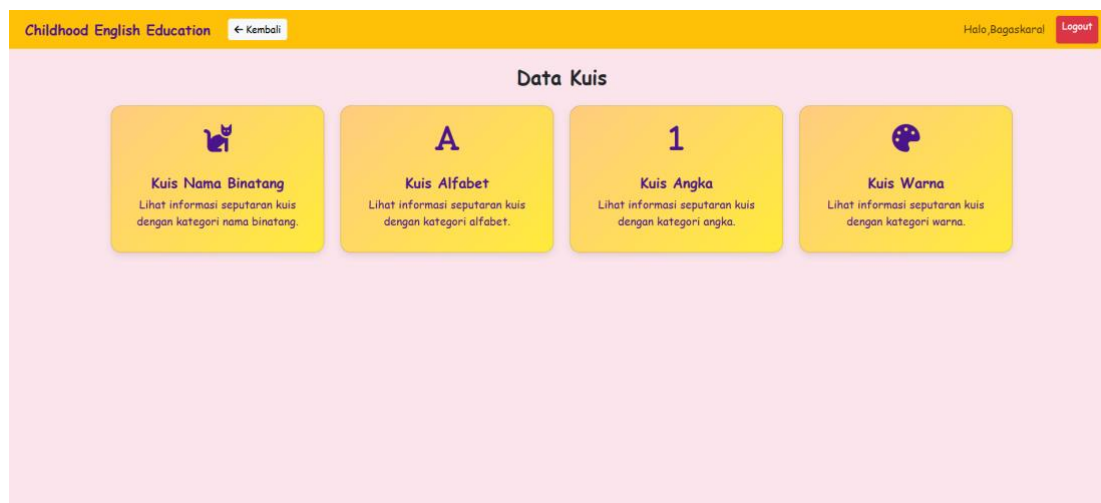 Childhood English Education
← Kembali
Halo,Bagaskara!
Logout
Data Kuis
A
1
Kuis Nama Binatang
Lihat informasi seputaran kuis
dengan kategori nama binatang.
Kuis Alfabet
Lihat informasi seputaran kuis
dengan kategori alfabet.
Kuis Angka
Lihat informasi seputaran kuis
dengan kategori angka.
Kuis Warna
Lihat informasi seputaran kuis
dengan kategori warna.